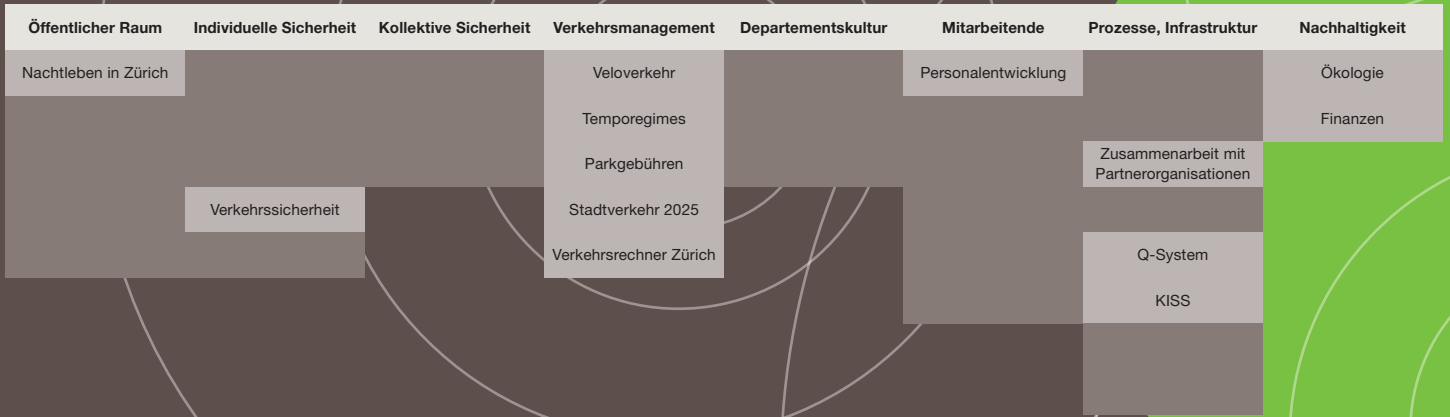 Öffentlicher Raum Individuelle Sicherheit Kollektive Sicherheit Verkehrsmanagement Departementskultur Mitarbeitende Prozesse, Infrastruktur Nachhaltigkeit
Nachtleben in Zürich Veloverkehr Personalentwicklung Ökologie
Temporegimes Finanzen
Parkgebühren Zusammenarbeit mit
Partnerorganisationen
Verkehrssicherheit Stadtverkehr 2025
Verkehrsrechner Zürich Q-System
KISS